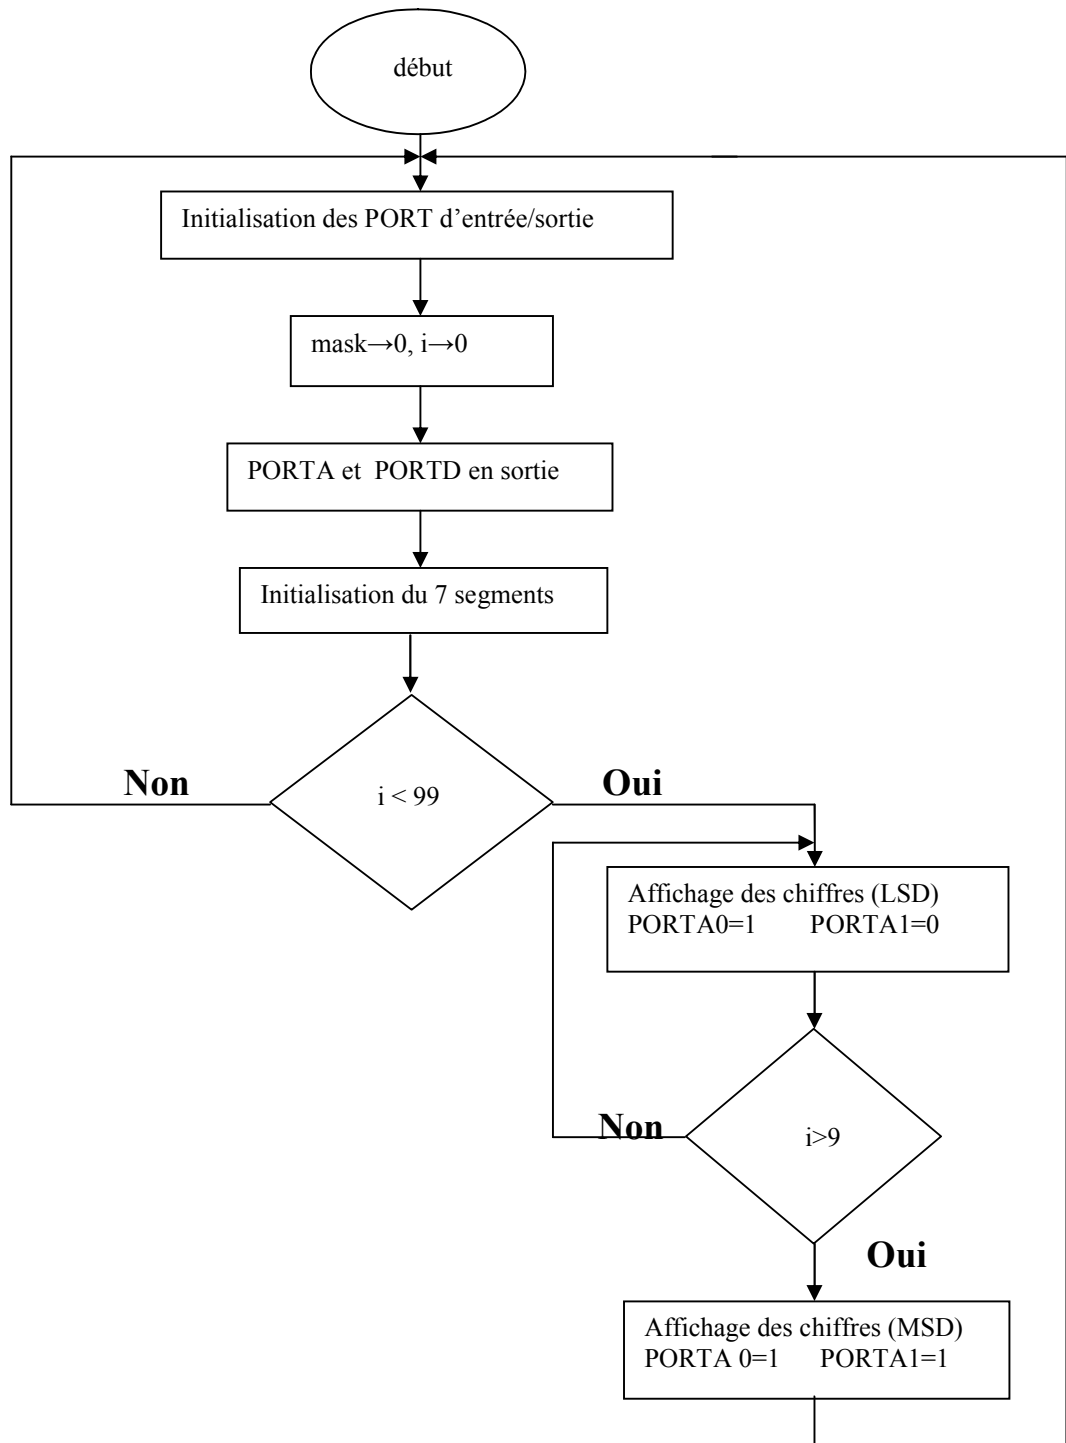 début
Initialisation des PORT d’entrée/sortie
mask→0, i→0
PORTA et PORTD en sortie
Initialisation du 7 segments
Non
Oui
i < 99
Affichage des chiffres (LSD)
PORTA0=1 PORTA1=0
Non
i>9
Oui
Affichage des chiffres (MSD)
PORTA 0=1 PORTA1=1